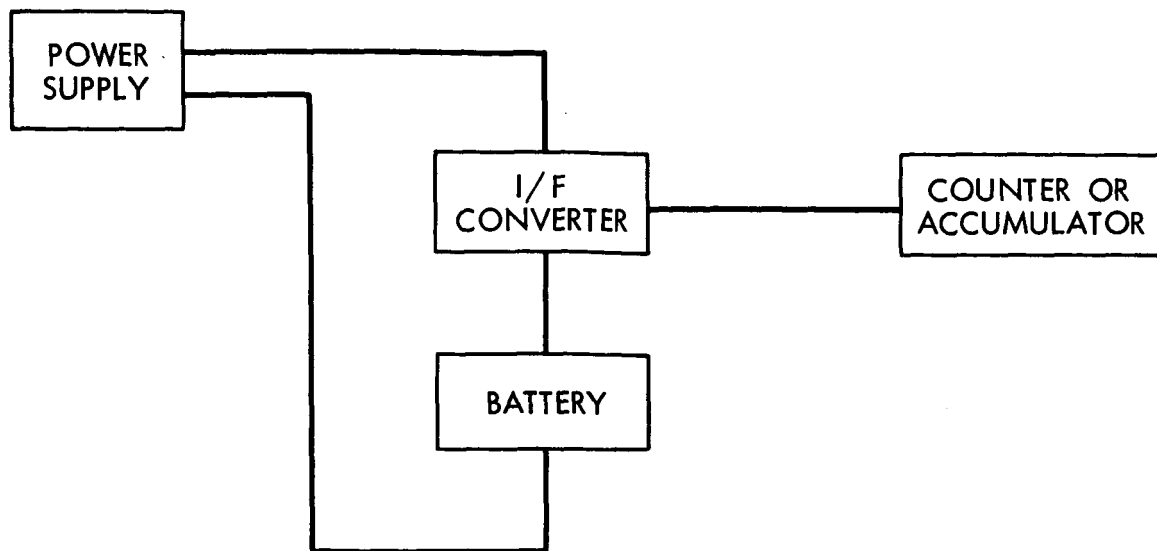 POWER
SUPPLY
I/F
CONVERTER
COUNTER OR
ACCUMULATOR
BATTERY